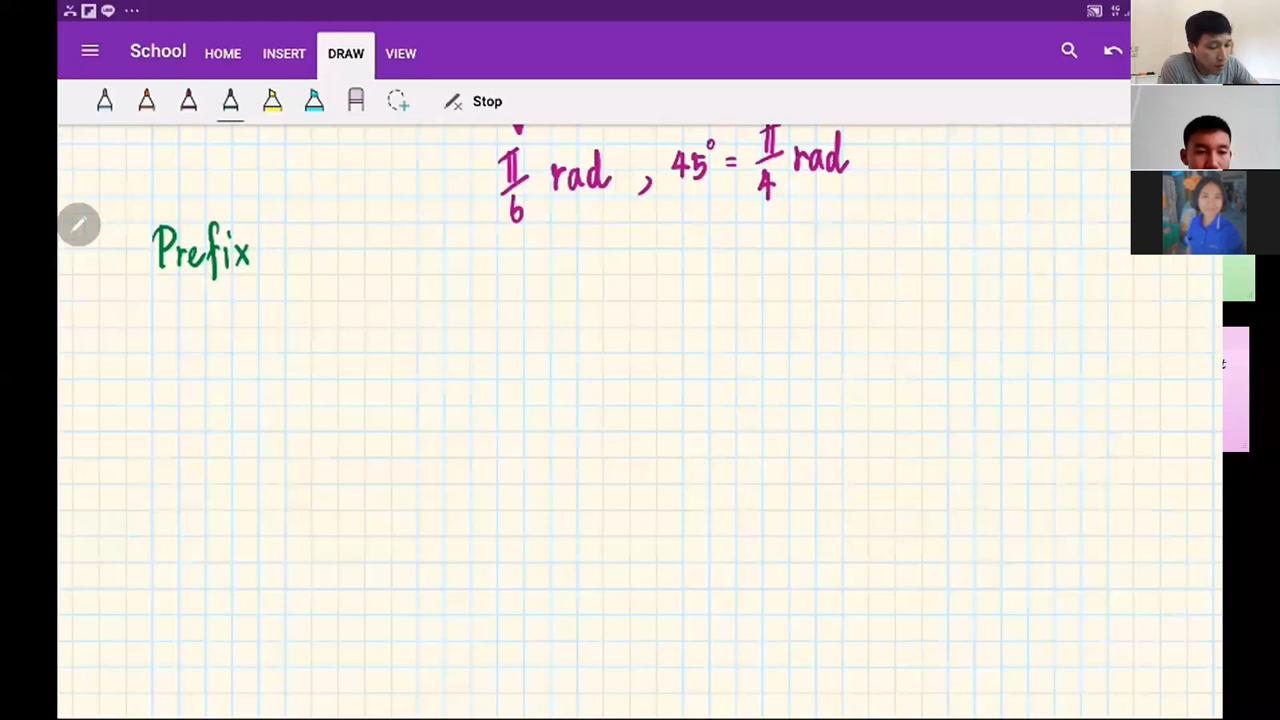 School HOME INSERT DRAW VIEW
Stop
π/6 rad , 45° = π/4 rad
Prefix